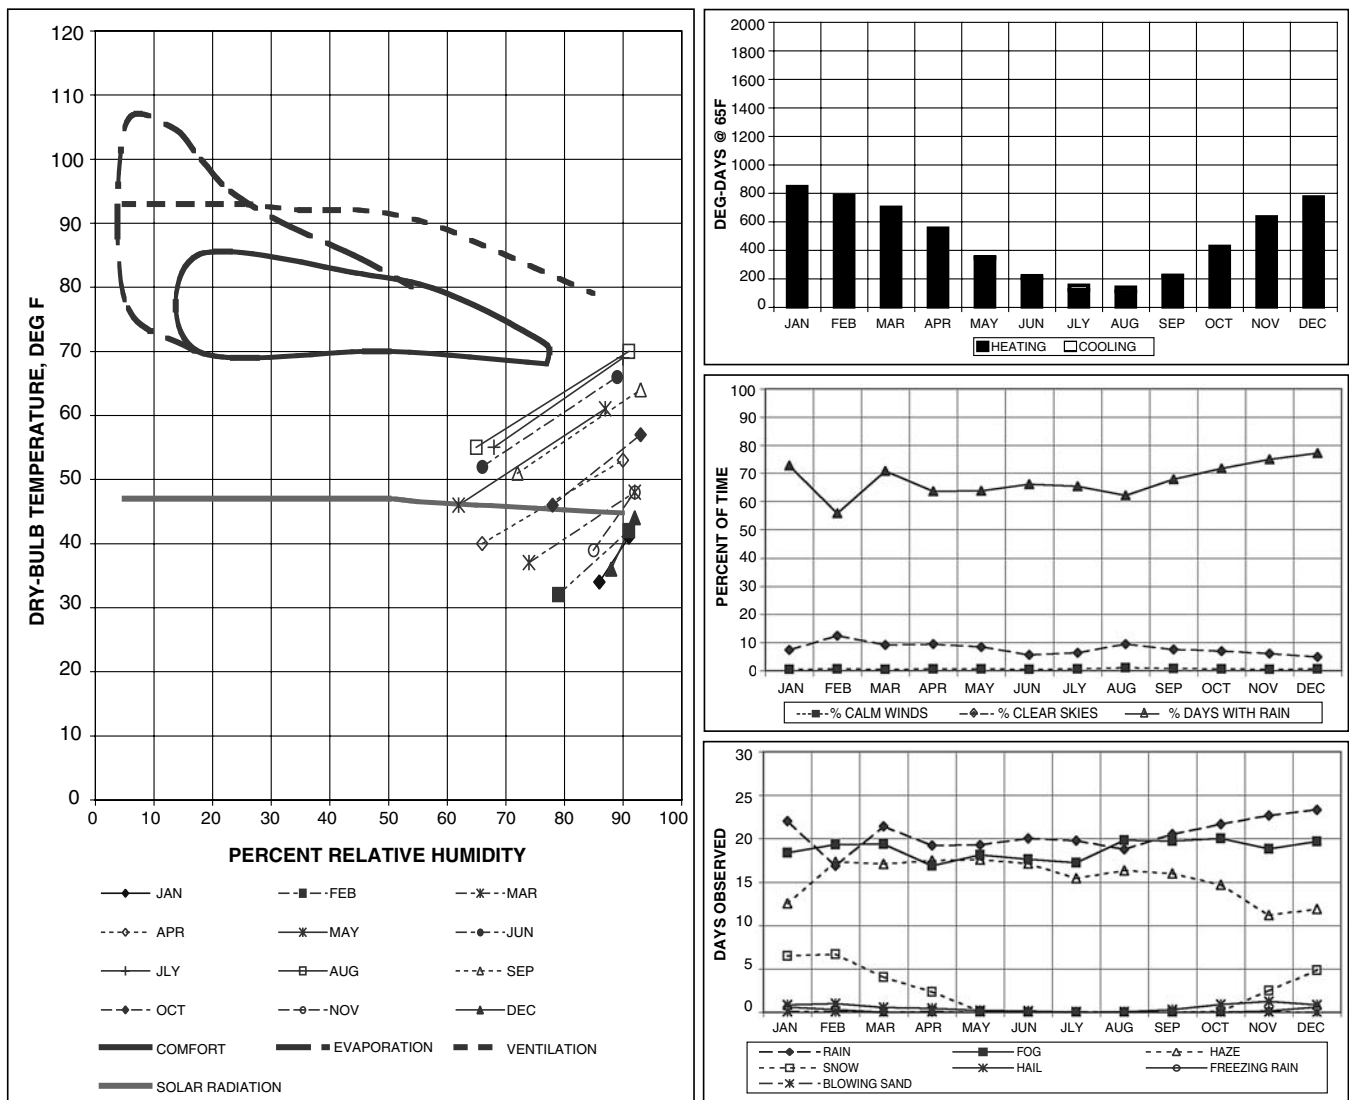 120
110
100
90
80
70
60
50
40
30
20
10
0
DRY-BULB TEMPERATURE, DEG F
0 10 20 30 40 50 60 70 80 90 100
PERCENT RELATIVE HUMIDITY
JAN FEB MAR
APR MAY JUN
JLY AUG SEP
OCT NOV DEC
COMFORT EVAPORATION VENTILATION
SOLAR RADIATION
2000
1800
1600
1400
1200
1000
800
600
400
200
0
DEG-DAYS @ 65F
JAN FEB MAR APR MAY JUN JLY AUG SEP OCT NOV DEC
HEATING COOLING
100
90
80
70
60
50
40
30
20
10
0
PERCENT OF TIME
JAN FEB MAR APR MAY JUN JLY AUG SEP OCT NOV DEC
% CALM WINDS % CLEAR SKIES % DAYS WITH RAIN
30
25
20
15
10
5
0
DAYS OBSERVED
JAN FEB MAR APR MAY JUN JLY AUG SEP OCT NOV DEC
RAIN FOG HAZE
SNOW HAIL FREEZING RAIN
BLOWING SAND